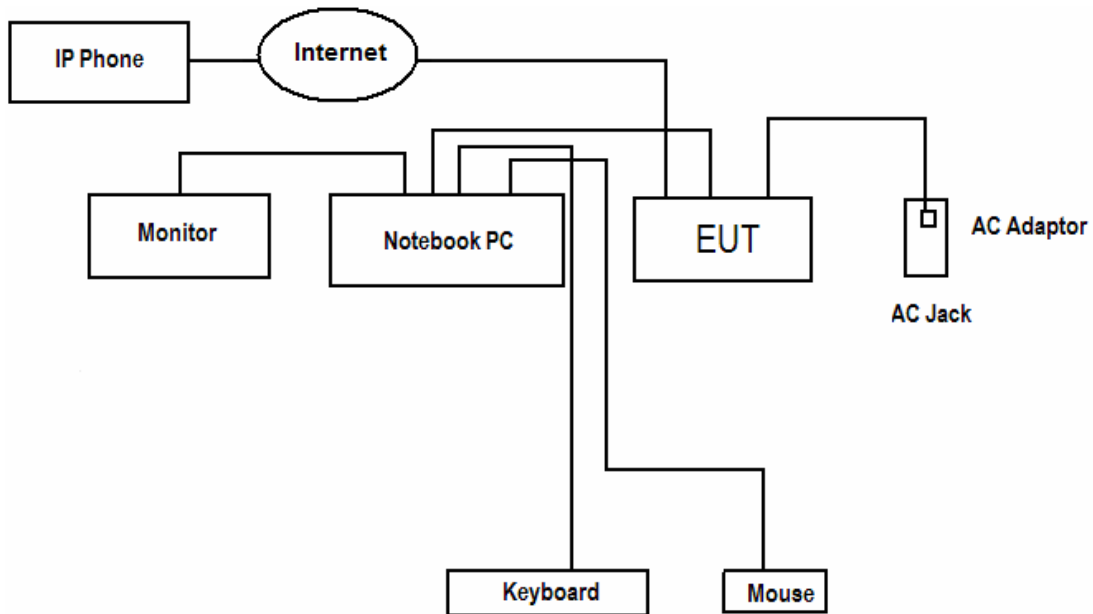 IP Phone
Internet
Monitor
Notebook PC
EUT
AC Adaptor
AC Jack
Keyboard
Mouse